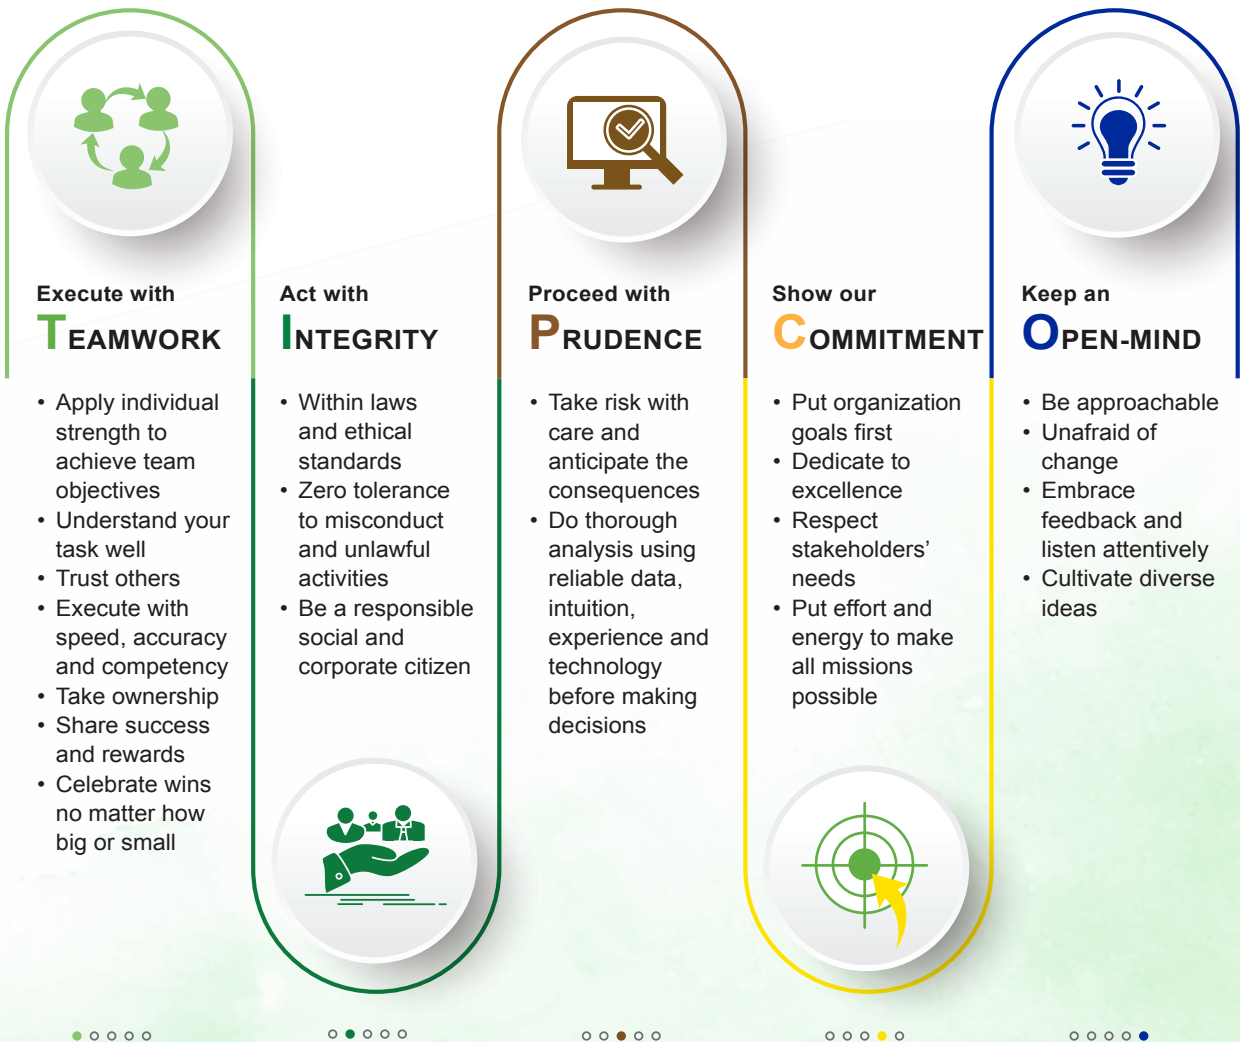 Execute with
TEAMWORK
• Apply individual
strength to
achieve team
objectives
• Understand your
task well
• Trust others
• Execute with
speed, accuracy
and competency
• Take ownership
• Share success
and rewards
• Celebrate wins
no matter how
big or small
Act with
INTEGRITY
• Within laws
and ethical
standards
• Zero tolerance
to misconduct
and unlawful
activities
• Be a responsible
social and
corporate citizen
Proceed with
PRUDENCE
• Take risk with
care and
anticipate the
consequences
• Do thorough
analysis using
reliable data,
intuition,
experience and
technology
before making
decisions
Show our
COMMITMENT
• Put organization
goals first
• Dedicate to
excellence
• Respect
stakeholders’
needs
• Put effort and
energy to make
all missions
possible
Keep an
OPEN-MIND
• Be approachable
• Unafraid of
change
• Embrace
feedback and
listen attentively
• Cultivate diverse
ideas